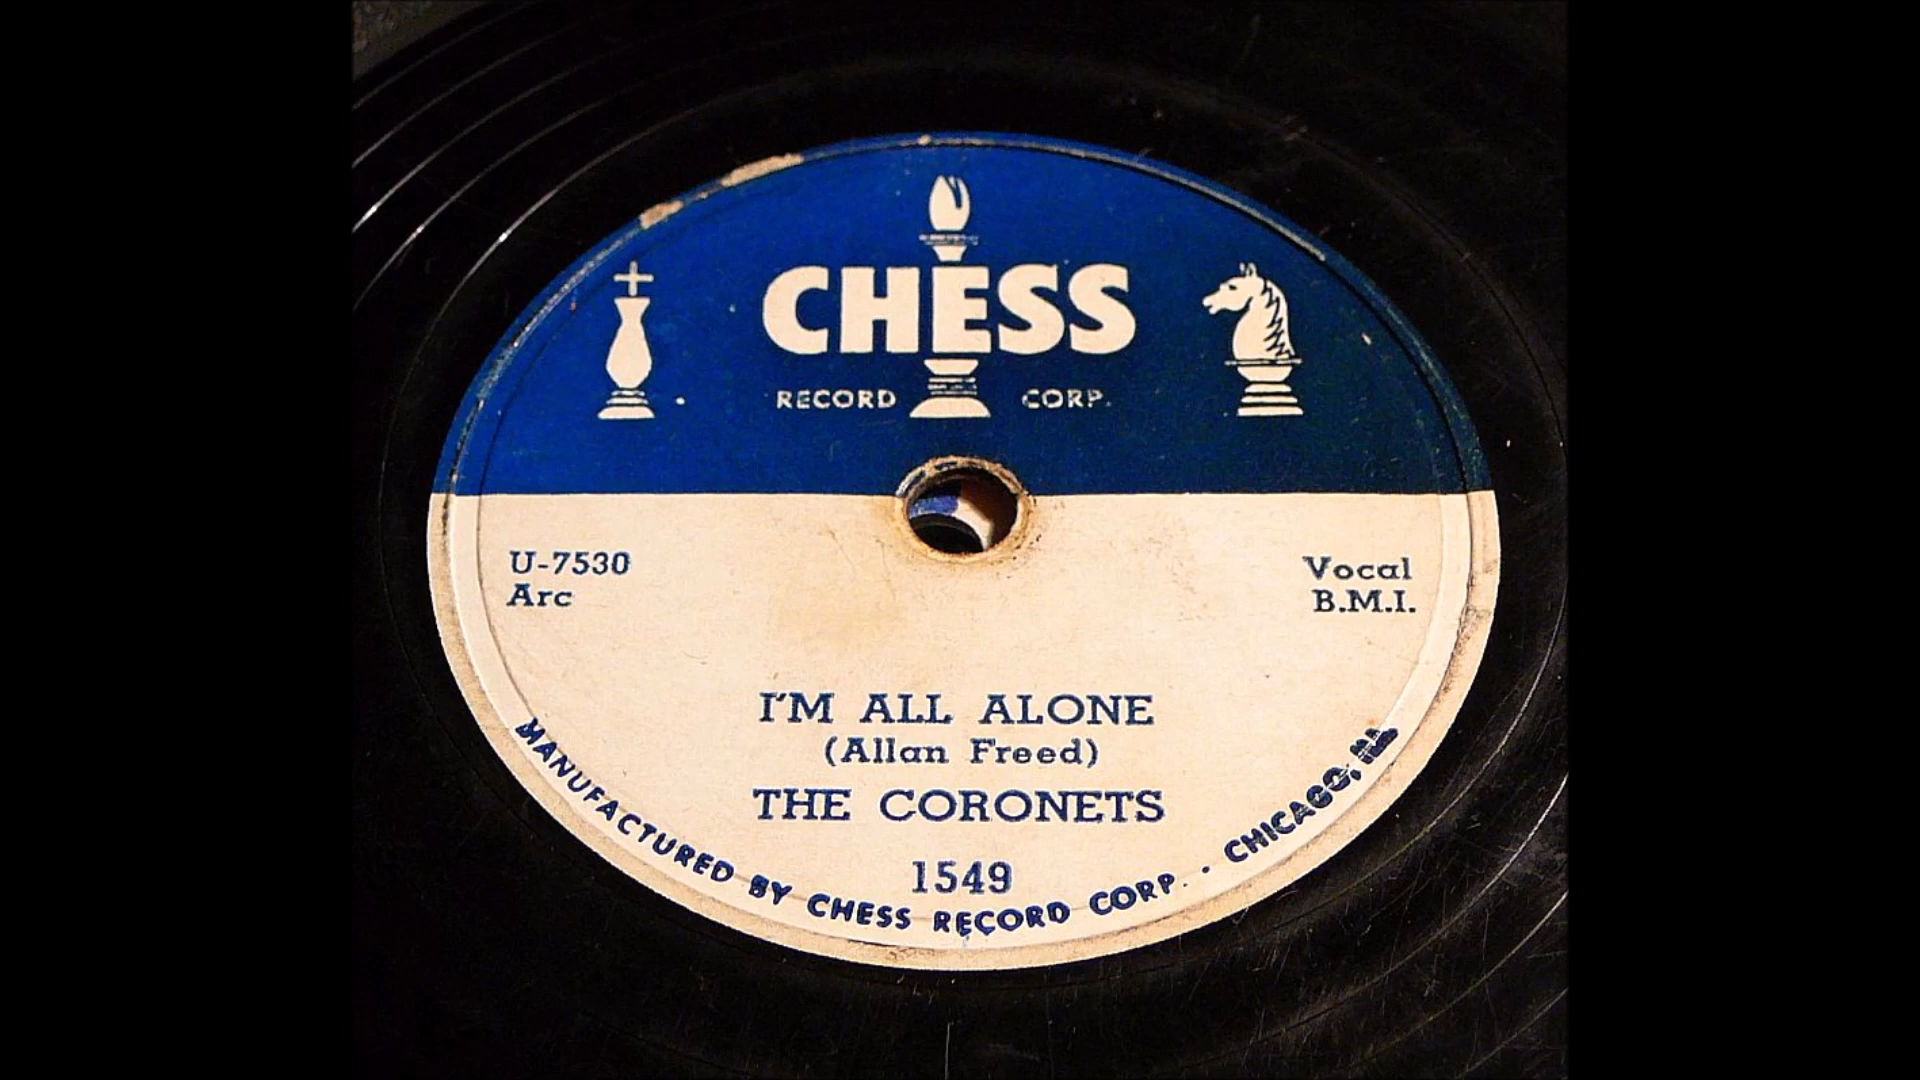 CHESS
RECORD CORP.
U-7530
Arc
Vocal
B.M.I.
I'M ALL ALONE
(Allan Freed)
THE CORONETS
1549
MANUFACTURED BY CHESS RECORD CORP. · CHICAGO, ILL